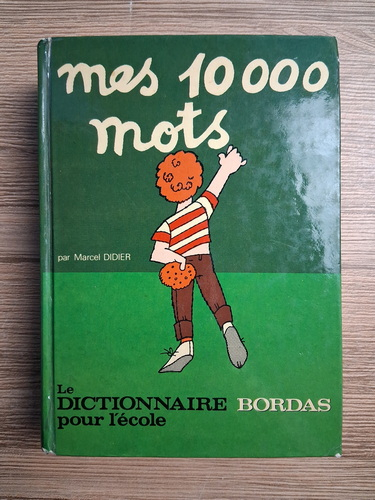 mes 10 000
mots
par Marcel DIDIER
Le
DICTIONNAIRE BORDAS
pour l'école